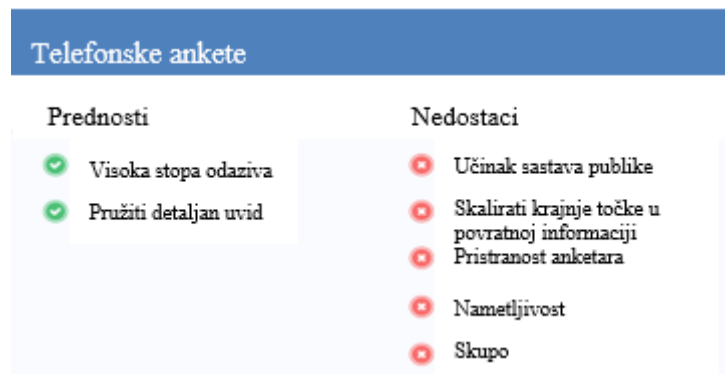 Telefonske ankete
Prednosti
Visoka stopa odaziva
Pružiti detaljan uvid
Nedostaci
Učinak sastava publike
Skalirati krajnje točke u
povratnoj informaciji
Pristranost anketara
Nametljivost
Skupo